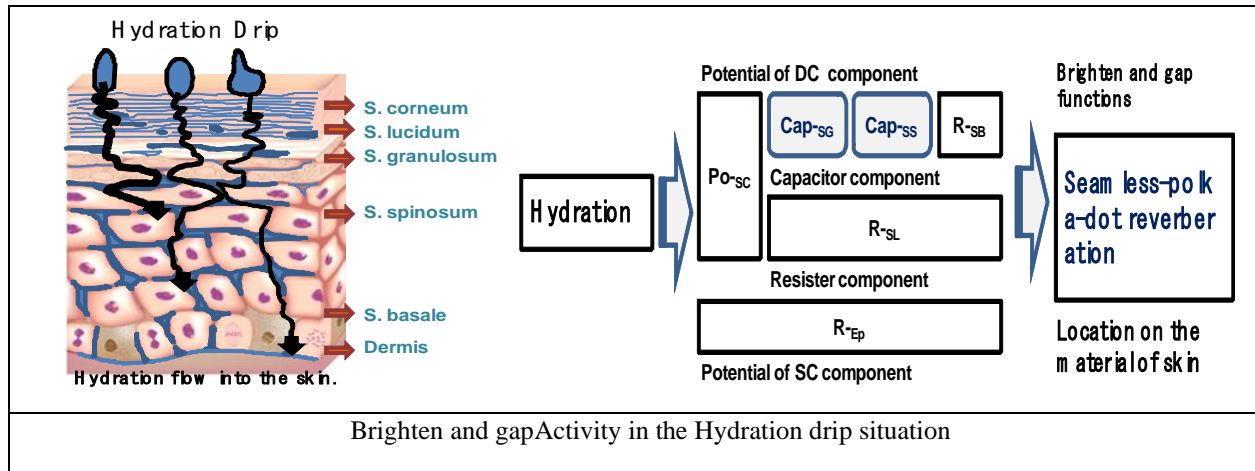 Hydration Drip
S. corneum
S. lucidum
S. granulosum
S. spinosum
S. basale
Dermis
Hydration flow into the skin.
Hydration
Potential of DC component
Po-SC
Cap-SG
Cap-SS
R-SB
Capacitor component
R-SL
Resister component
R-Ep
Potential of SC component
Brighten and gap
functions
Seamless-polk
a-dot reverber
ation
Location on the
material of skin
Brighten and gapActivity in the Hydration drip situation